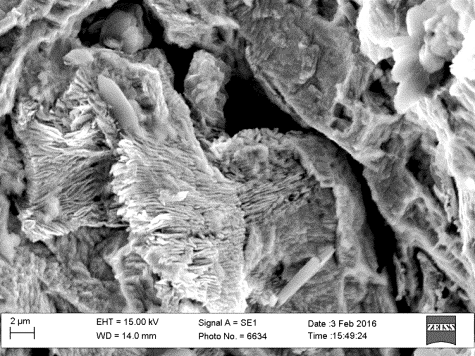 2 µm
EHT = 15.00 kV
Signal A = SE1
Date :3 Feb 2016
ZEISS
WD = 14.0 mm
Photo No. = 6634
Time :15:49:24